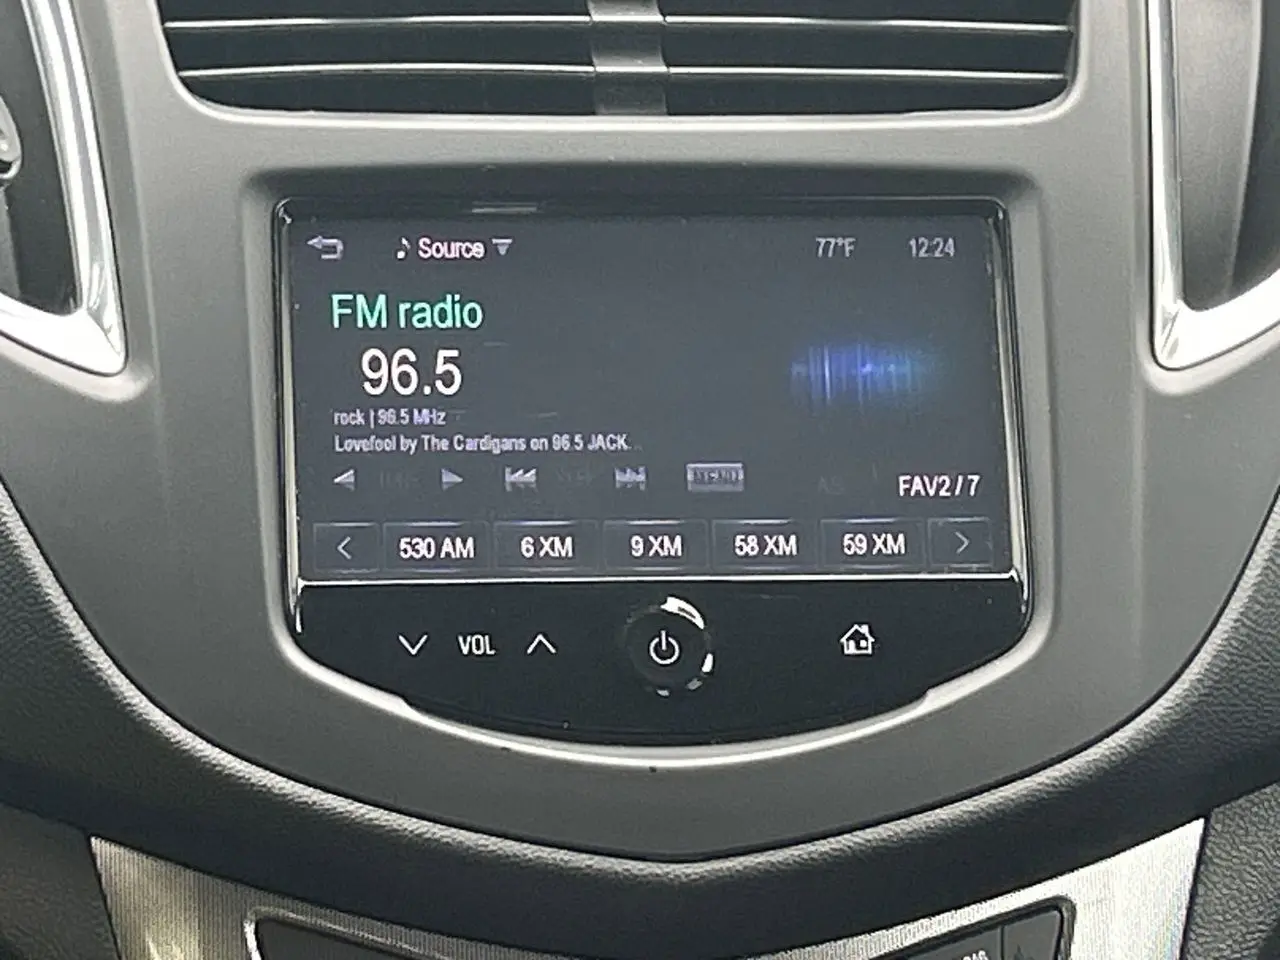 Source
77°F
12:24
FM radio
96.5
rock | 96.5 MHz
Lovefool by The Cardigans on 96.5 JACK...
MENU
FAV2 / 7
< 530 AM 6 XM 9 XM 58 XM 59 XM >
VOL